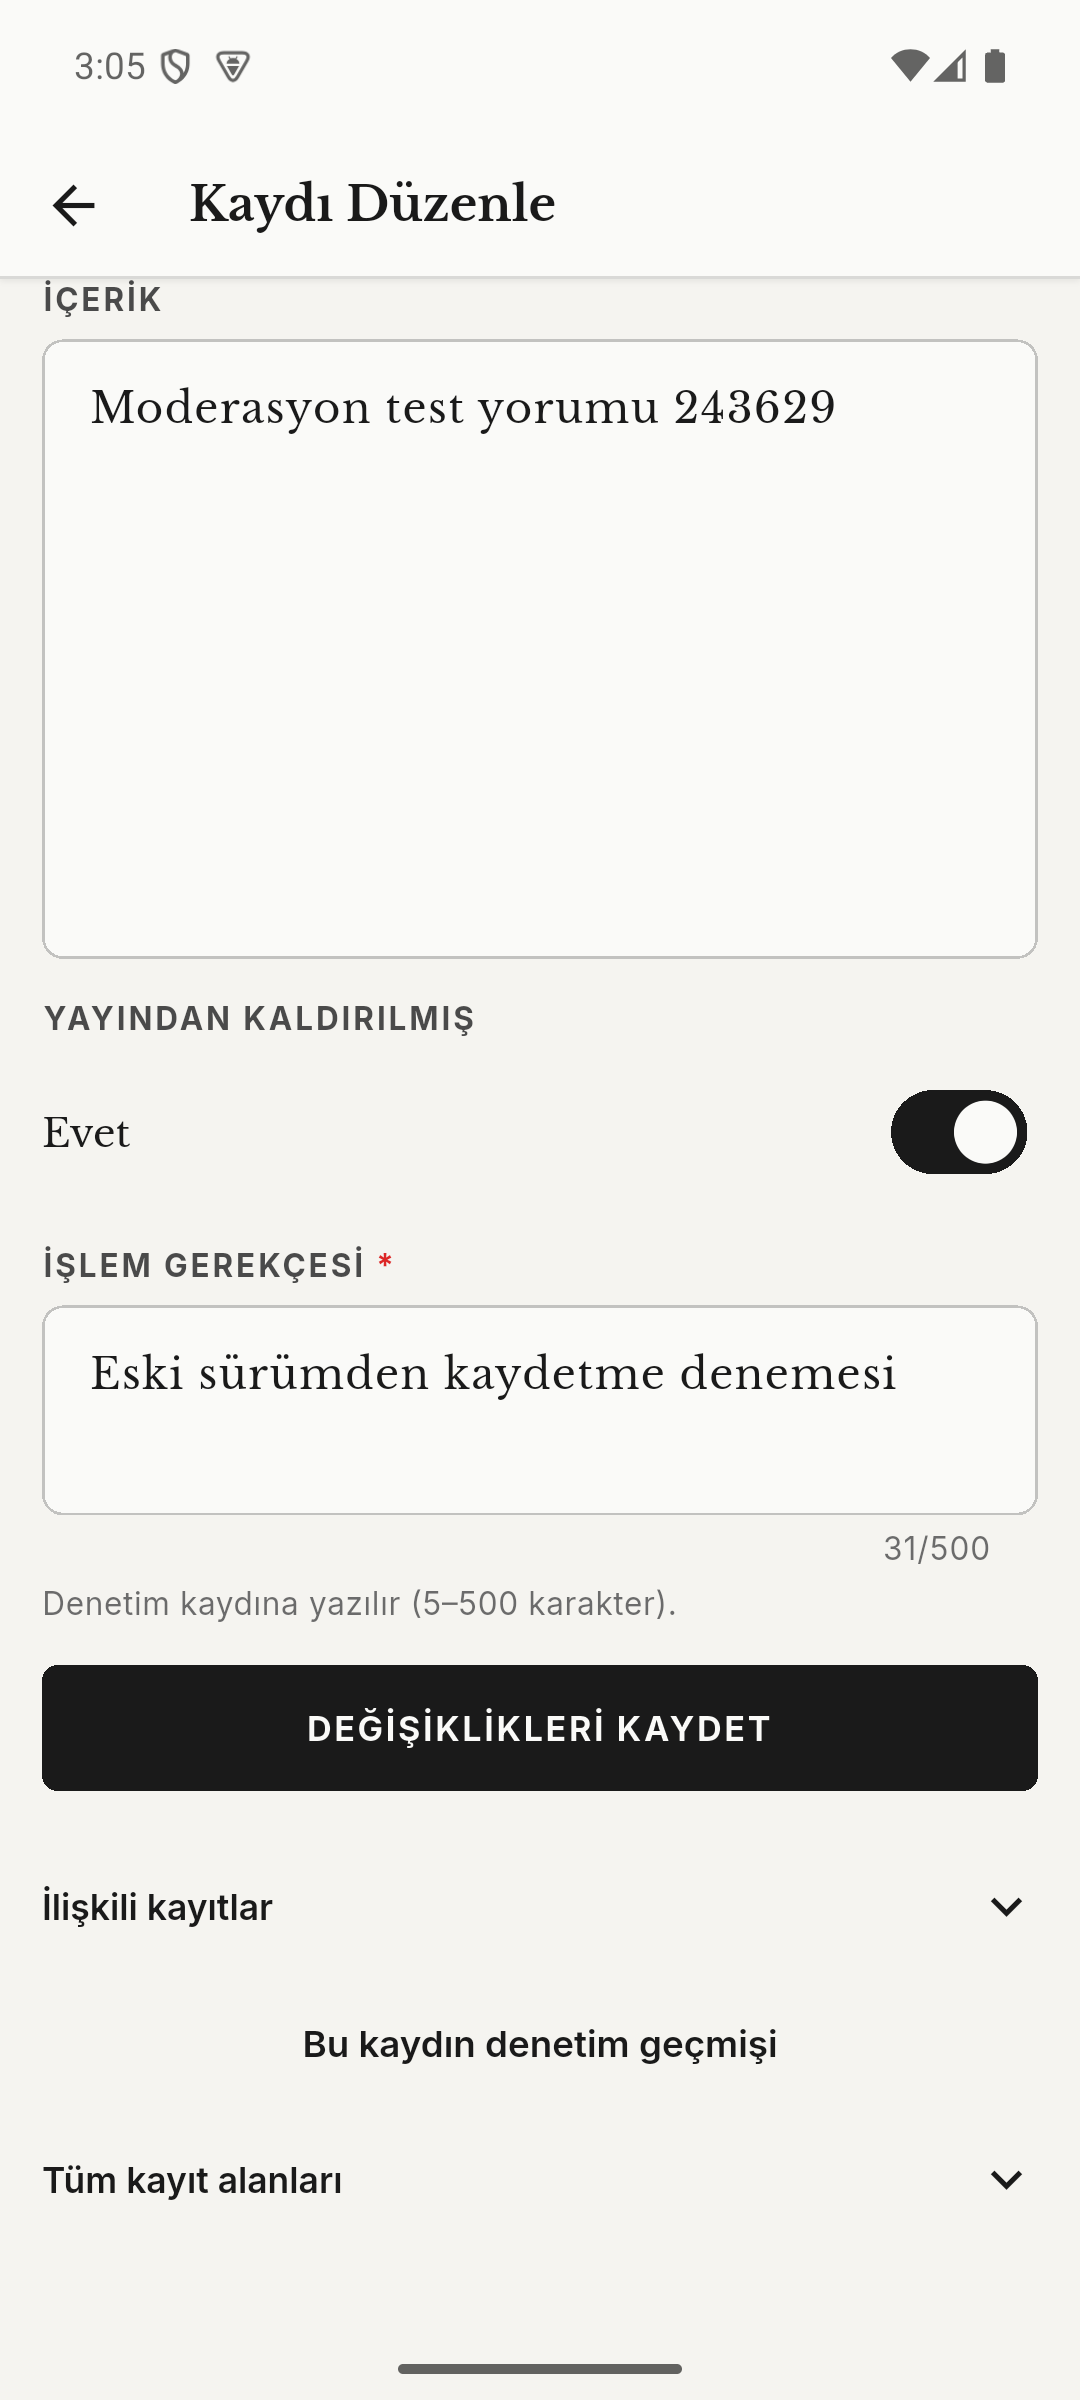 3:05
Kaydı Düzenle
İÇERİK
Moderasyon test yorumu 243629
YAYINDAN KALDIRILMIŞ
Evet
İŞLEM GEREKÇESİ *
Eski sürümden kaydetme denemesi
31/500
Denetim kaydına yazılır (5–500 karakter).
DEĞİŞİKLİKLERİ KAYDET
İlişkili kayıtlar
Bu kaydın denetim geçmişi
Tüm kayıt alanları